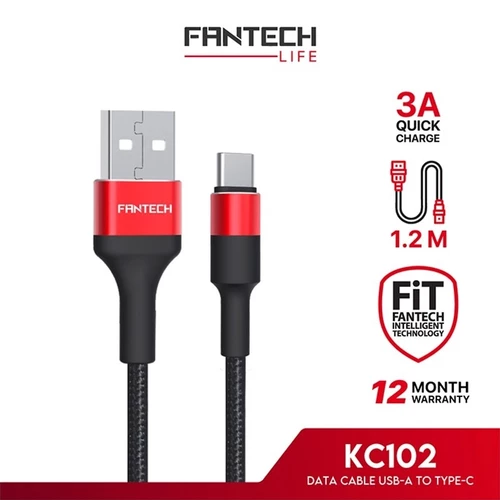 FANTECH
LIFE
3A
QUICK
CHARGE
1.2 M
FANTECH
FiT
FANTECH
INTELLIGENT
TECHNOLOGY
12 MONTH
WARRANTY
KC102
DATA CABLE USB-A TO TYPE-C